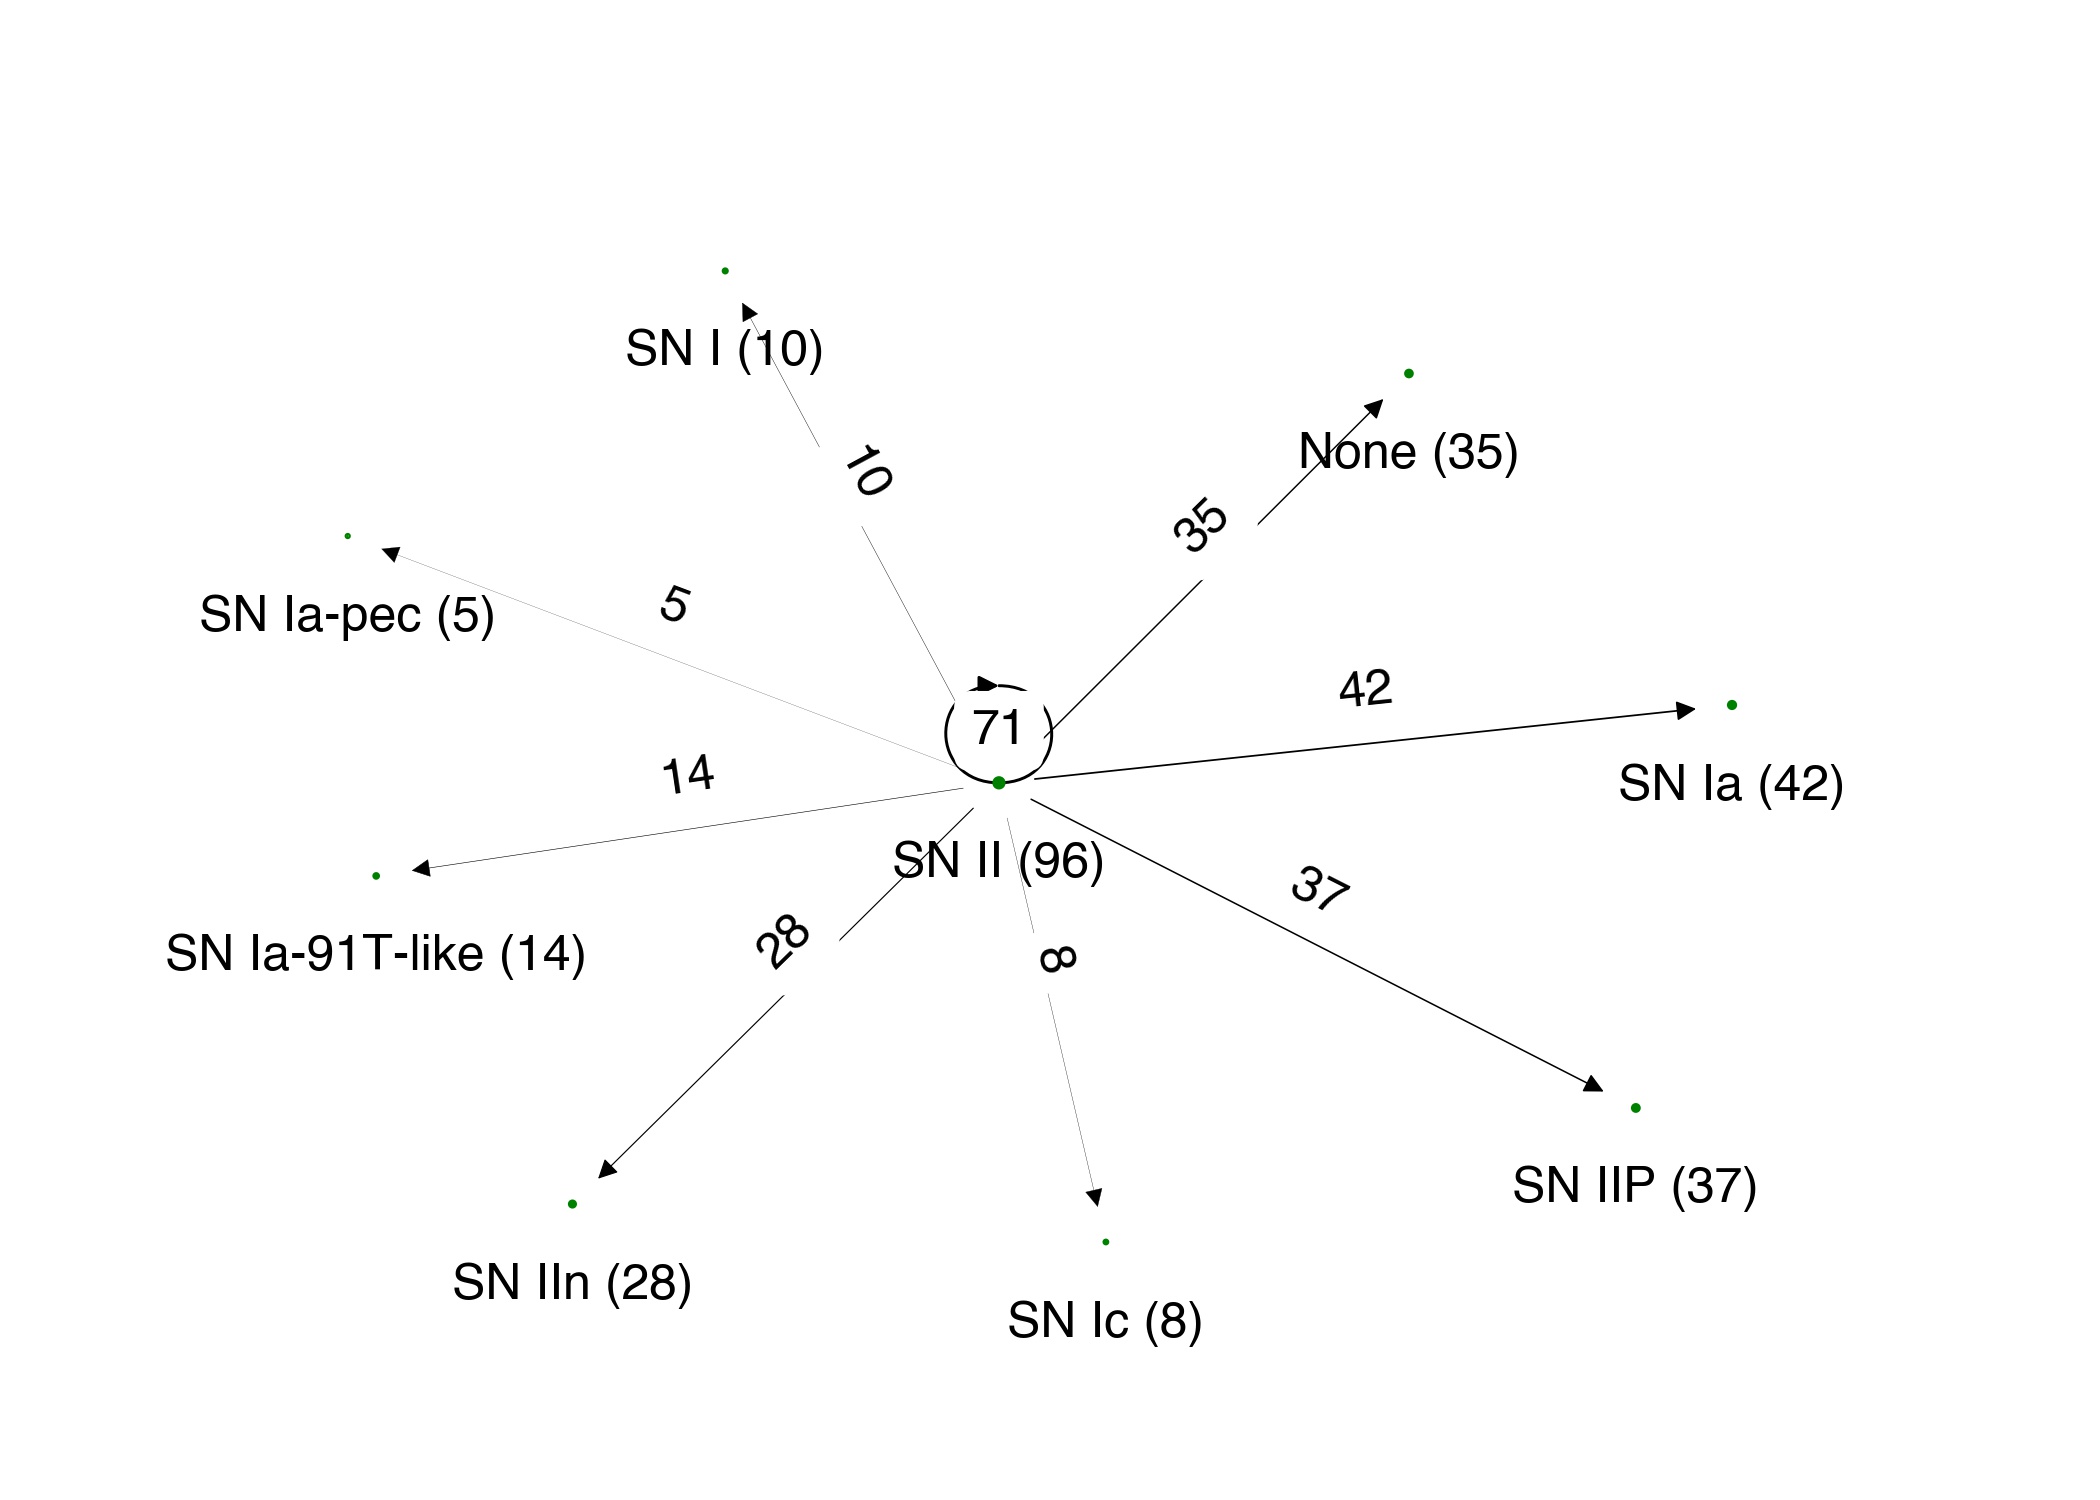 SN I (10)
None (35)
10
35
5
SN Ia-pec (5)
42
71
14
SN Ia (42)
SN II (96)
37
28
SN Ia-91T-like (14)
8
SN IIP (37)
SN IIn (28)
SN Ic (8)